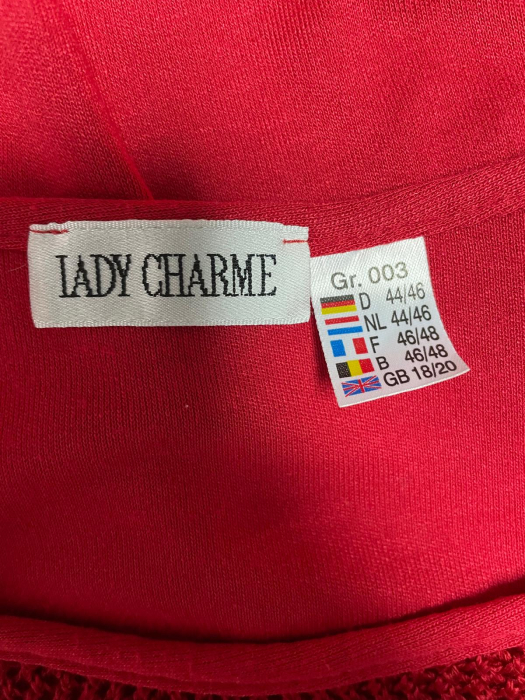 LADY CHARME
Gr. 003
D 44/46
NL 44/46
F 46/48
B 46/48
GB 18/20